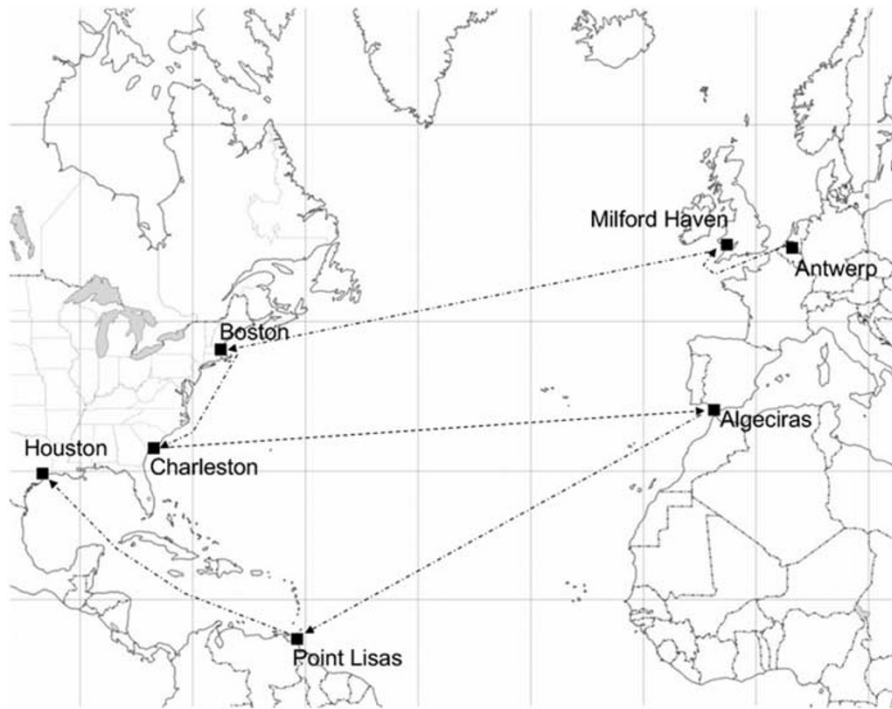 Milford Haven
Antwerp
Boston
Algeciras
Houston
Charleston
Point Lisas